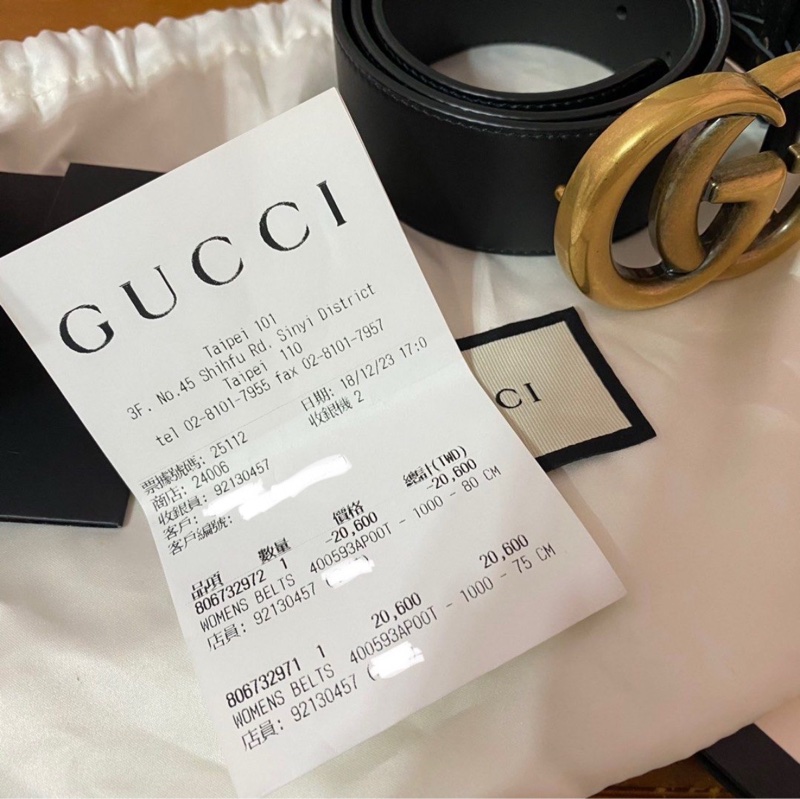 GUCCI
Taipei 101
3F. No.45 Shihfu Rd. Sinyi District
Taipei 110
tel 02-8101-7955 fax 02-8101-7957
日期: 18/12/23 17:0
票據號碼: 25112 收銀機 2
商店: 24006
收銀員: 92130457
客戶:
客戶編號:
品項 數量 價格 總計(TWD)
806732972 1 -20,600 -20,600
WOMENS BELTS 400593AP00T - 1000 - 80 CM
店員: 92130457 (
806732971 1 20,600 20,600
WOMENS BELTS 400593AP00T - 1000 - 75 CM
店員: 92130457 (
CI